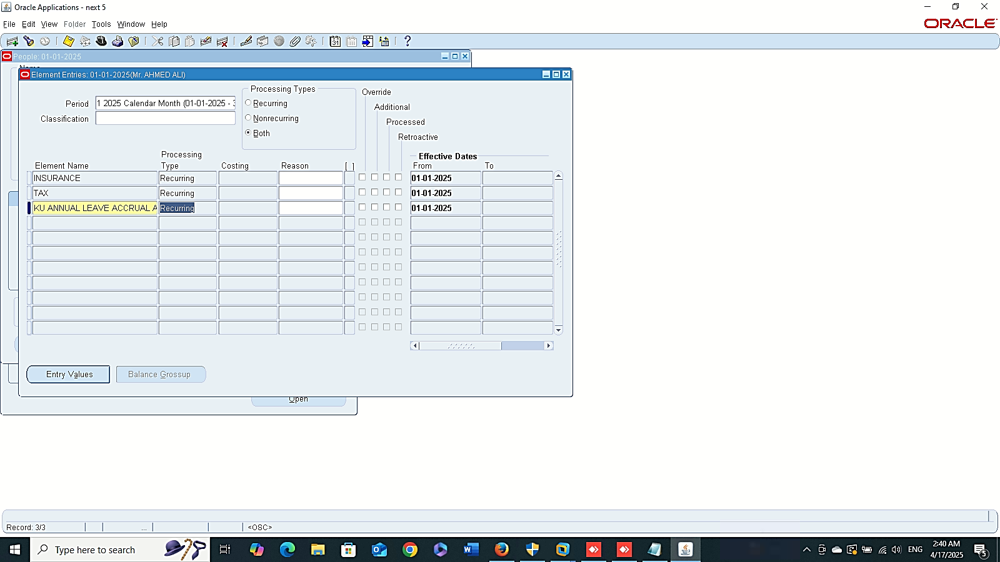 Oracle Applications - next 5
File Edit View Folder Tools Window Help
ORACLE
People: 01-01-2025
Element Entries: 01-01-2025(Mr. AHMED ALI)
Processing Types
Period 1 2025 Calendar Month (01-01-2025 - 3
Classification
Recurring
Nonrecurring
Both
Override
Additional
Processed
Retroactive
Effective Dates
Element Name Processing Type Costing Reason [ ] From To
INSURANCE Recurring 01-01-2025
TAX Recurring 01-01-2025
KU ANNUAL LEAVE ACCRUAL A Recurring 01-01-2025
Entry Values Balance Grossup
Open
Record: 3/3 ... <OSC>
Type here to search
ENG
2:40 AM
4/17/2025
5